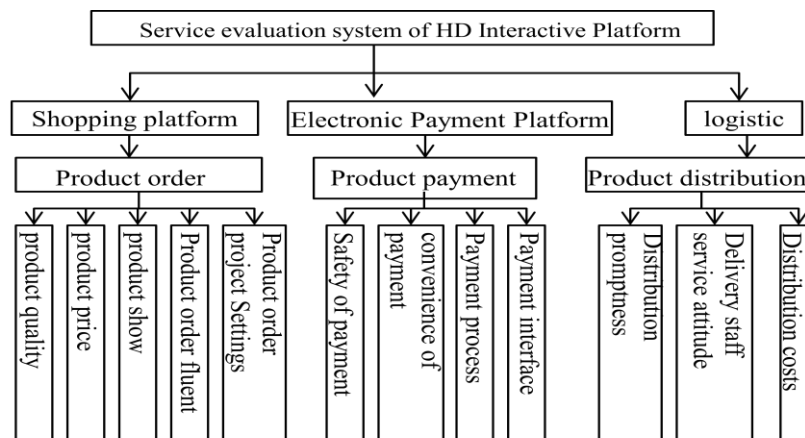 Service evaluation system of HD Interactive Platform
Shopping platform
Electronic Payment Platform
logistic
Product order
Product payment
Product distribution
product quality
product price
product show
Product order fluent
Product order
project Settings
Safety of payment
convenience of
payment
Payment process
Payment interface
Distribution
promptness
Delivery staff
service attitude
Distribution costs